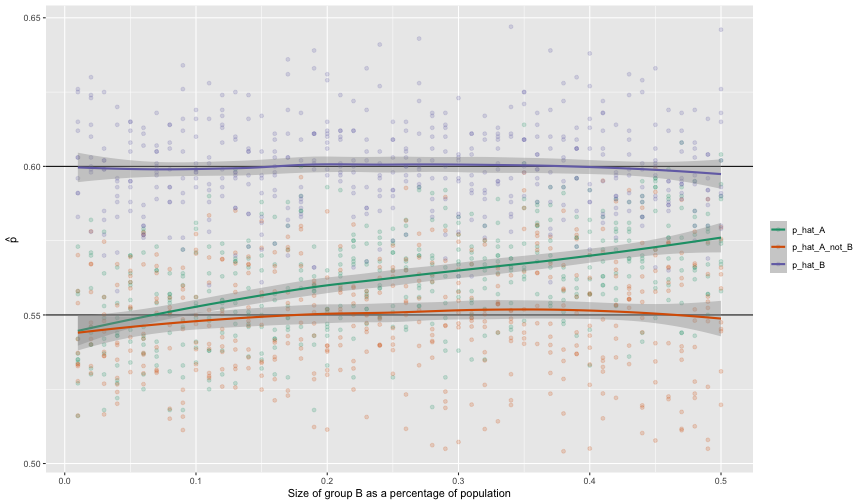 0.65
0.60
0.55
0.50
p̂
0.0
0.1
0.2
0.3
0.4
0.5
Size of group B as a percentage of population
p_hat_A
p_hat_A_not_B
p_hat_B